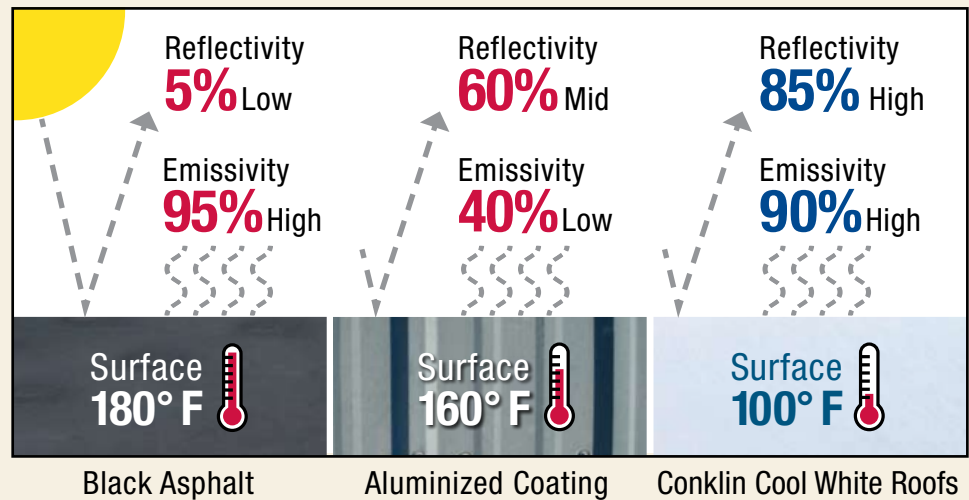 Reflectivity
5% Low
Emissivity
95% High
Surface
180° F
Black Asphalt
Reflectivity
60% Mid
Emissivity
40% Low
Surface
160° F
Aluminized Coating
Reflectivity
85% High
Emissivity
90% High
Surface
100° F
Conklin Cool White Roofs